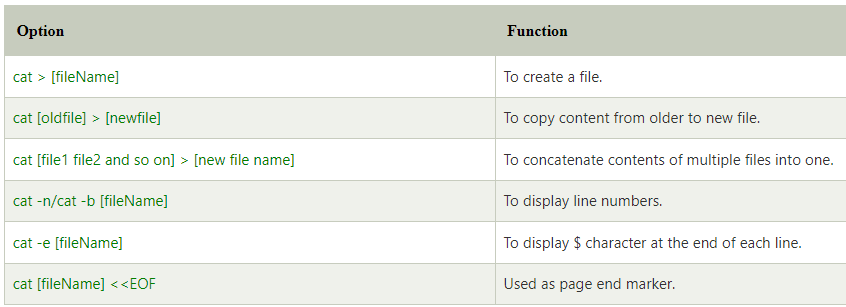 Option Function
cat > [fileName] To create a file.
cat [oldfile] > [newfile] To copy content from older to new file.
cat [file1 file2 and so on] > [new file name] To concatenate contents of multiple files into one.
cat -n/cat -b [fileName] To display line numbers.
cat -e [fileName] To display $ character at the end of each line.
cat [fileName] <<EOF Used as page end marker.